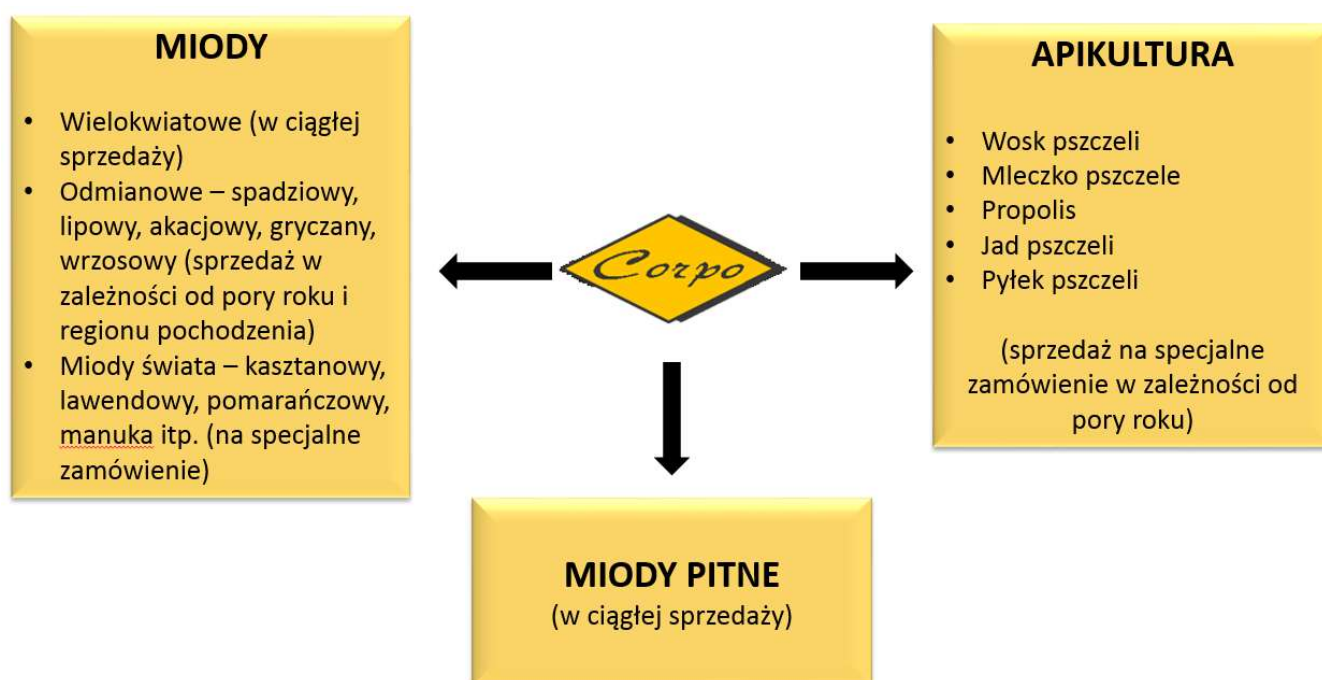 MIODY
• Wielokwiatowe (w ciągłej
sprzedaży)
• Odmianowe – spadziowy,
lipowy, akacjowy, gryczany,
wrzosowy (sprzedaż w
zależności od pory roku i
regionu pochodzenia)
• Miody świata – kasztanowy,
lawendowy, pomarańczowy,
manuka itp. (na specjalne
zamówienie)
Corpo
APIKULTURA
• Wosk pszczeli
• Mleczko pszczele
• Propolis
• Jad pszczeli
• Pyłek pszczeli
(sprzedaż na specjalne
zamówienie w zależności od
pory roku)
MIODY PITNE
(w ciągłej sprzedaży)